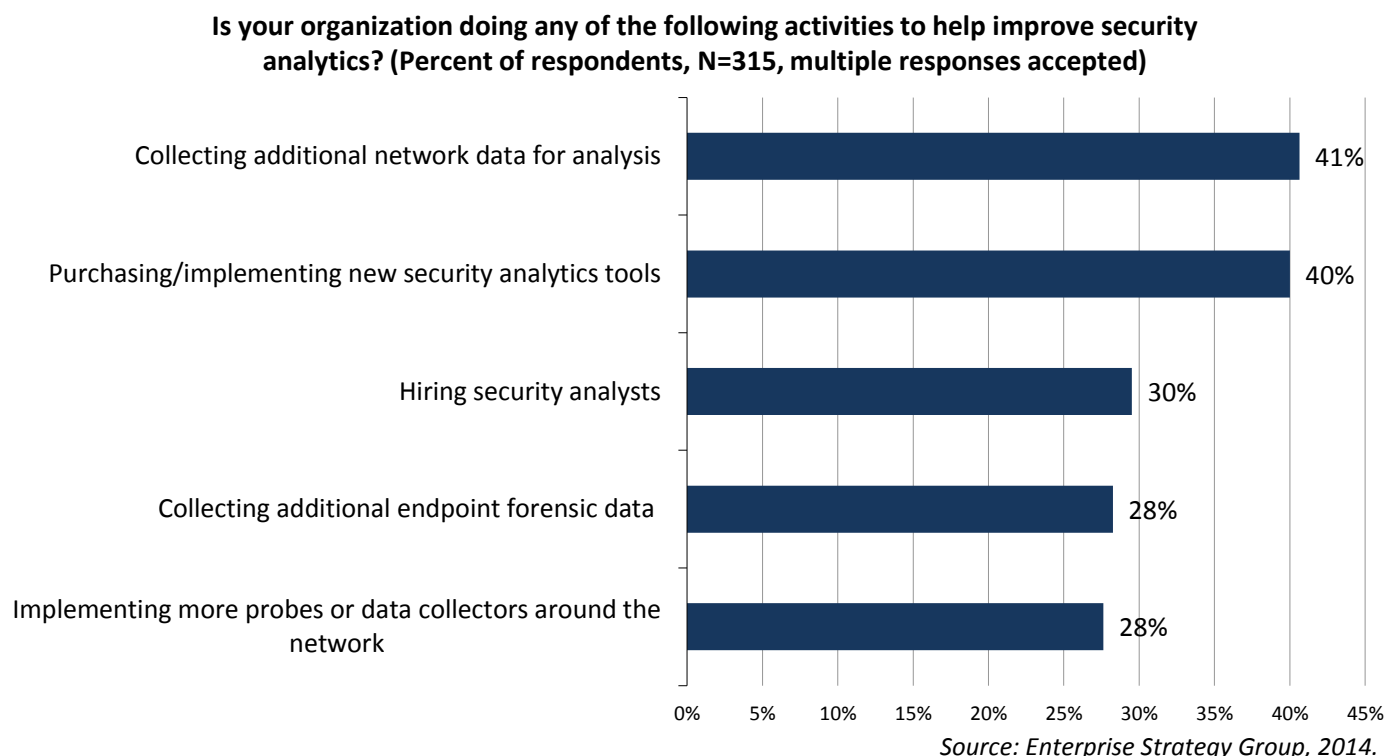 Is your organization doing any of the following activities to help improve security
analytics? (Percent of respondents, N=315, multiple responses accepted)
Collecting additional network data for analysis
41%
Purchasing/implementing new security analytics tools
40%
Hiring security analysts
30%
Collecting additional endpoint forensic data
28%
Implementing more probes or data collectors around the
network
28%
0% 5% 10% 15% 20% 25% 30% 35% 40% 45%
Source: Enterprise Strategy Group, 2014.